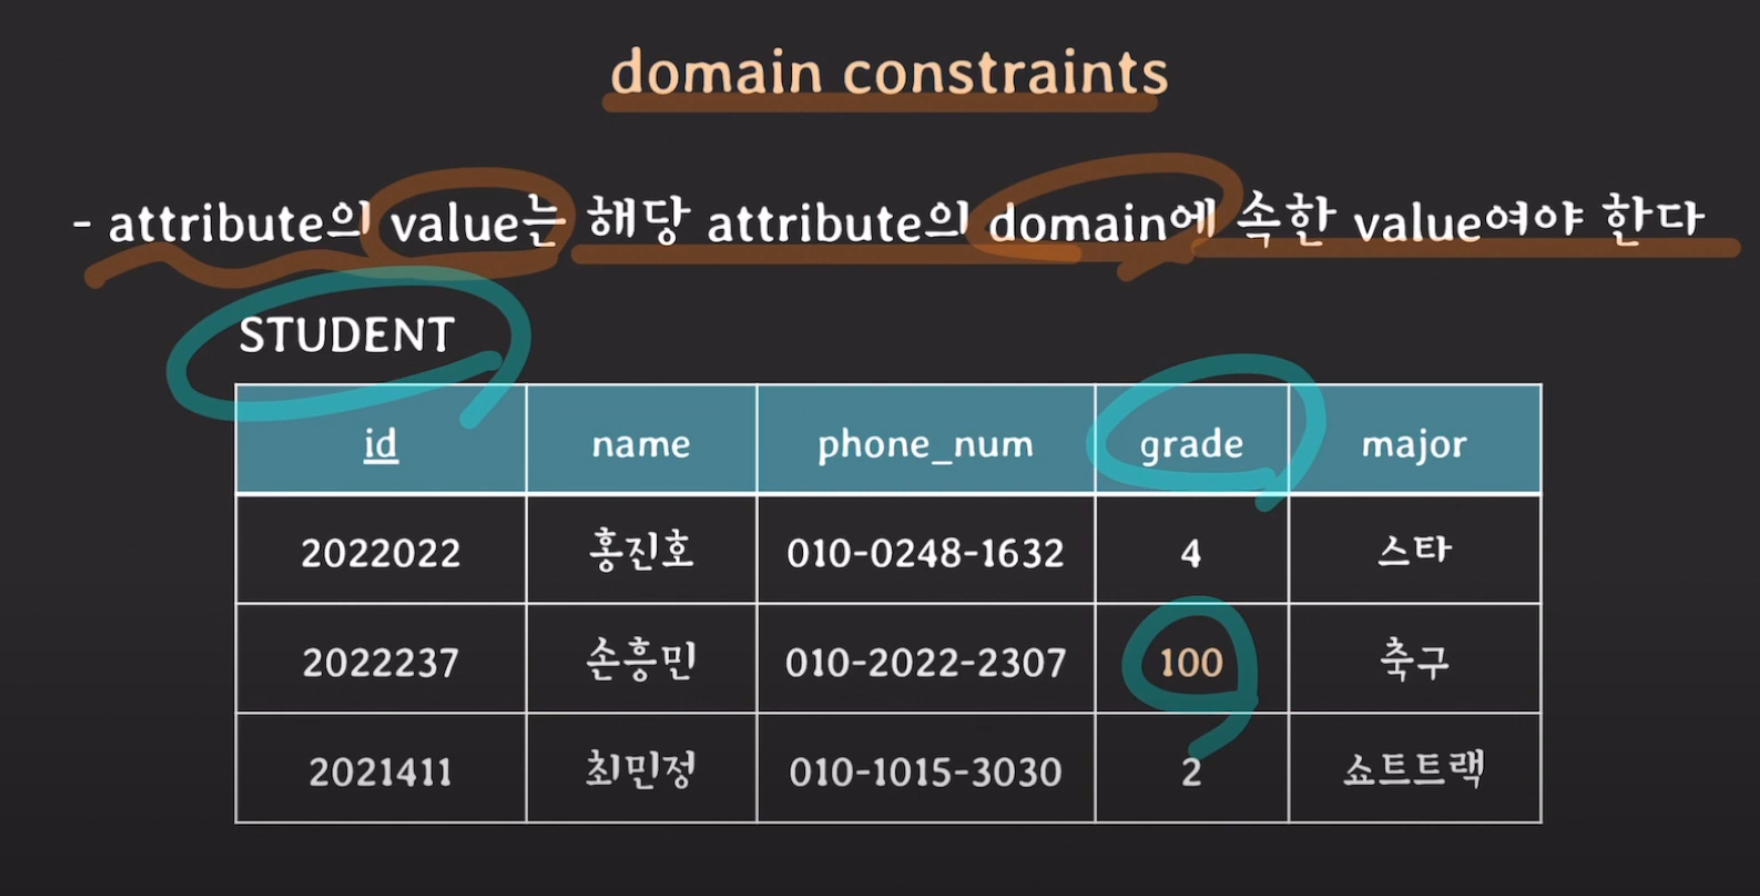 domain constraints
- attribute의 value는 해당 attribute의 domain에 속한 value여야 한다
STUDENT
id name phone_num grade major
2022022 홍진호 010-0248-1632 4 스타
2022237 손흥민 010-2022-2307 100 축구
2021411 최민정 010-1015-3030 2 쇼트트랙